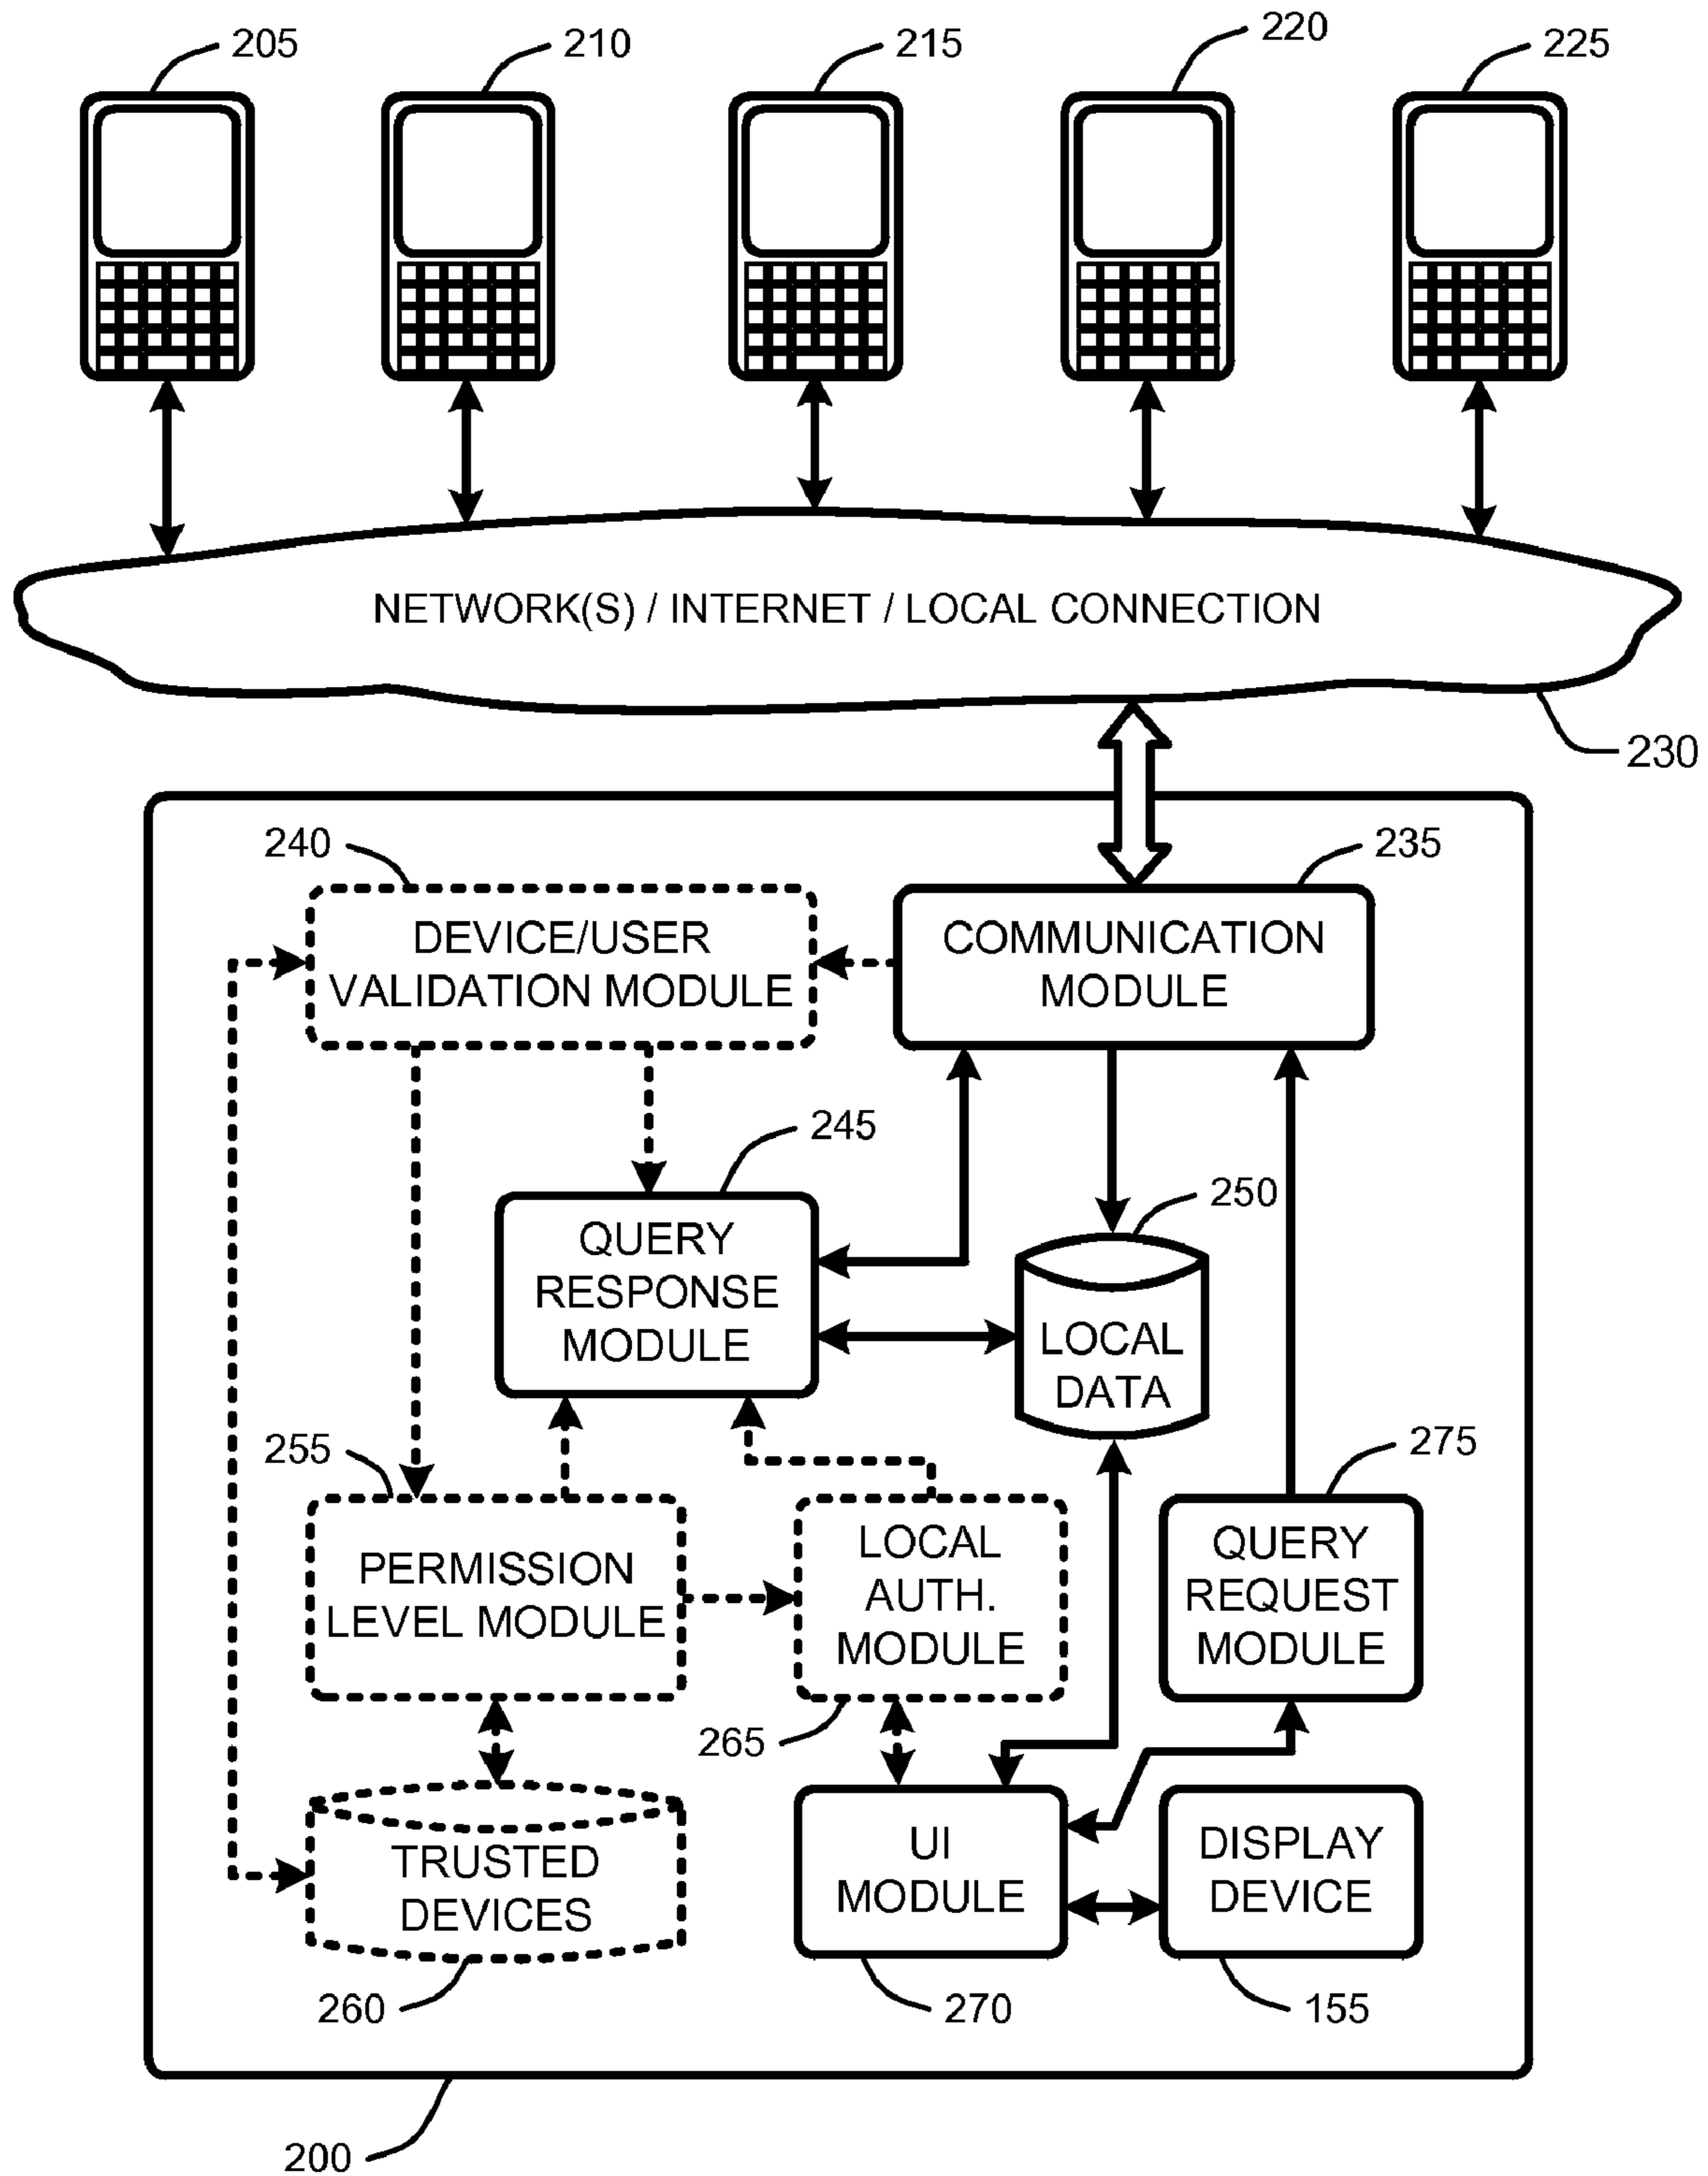 205
210
215
220
225
NETWORK(S) / INTERNET / LOCAL CONNECTION
230
240
235
DEVICE/USER
VALIDATION MODULE
COMMUNICATION
MODULE
245
250
QUERY
RESPONSE
MODULE
LOCAL
DATA
255
275
PERMISSION
LEVEL MODULE
LOCAL
AUTH.
MODULE
QUERY
REQUEST
MODULE
265
TRUSTED
DEVICES
UI
MODULE
DISPLAY
DEVICE
260
270
155
200